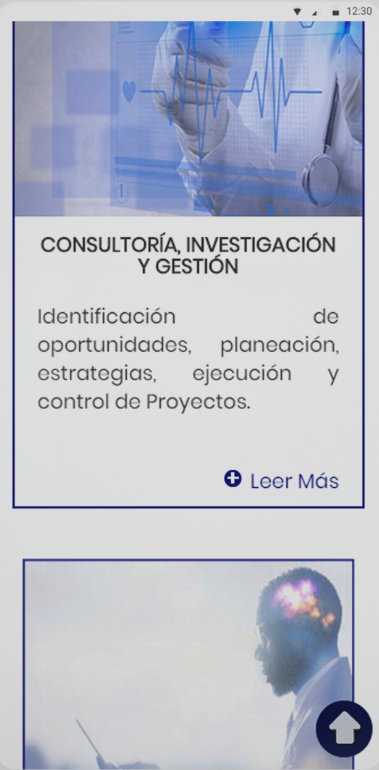 12:30
CONSULTORÍA, INVESTIGACIÓN
Y GESTIÓN
Identificación de
oportunidades, planeación,
estrategias, ejecución y
control de Proyectos.
Leer Más